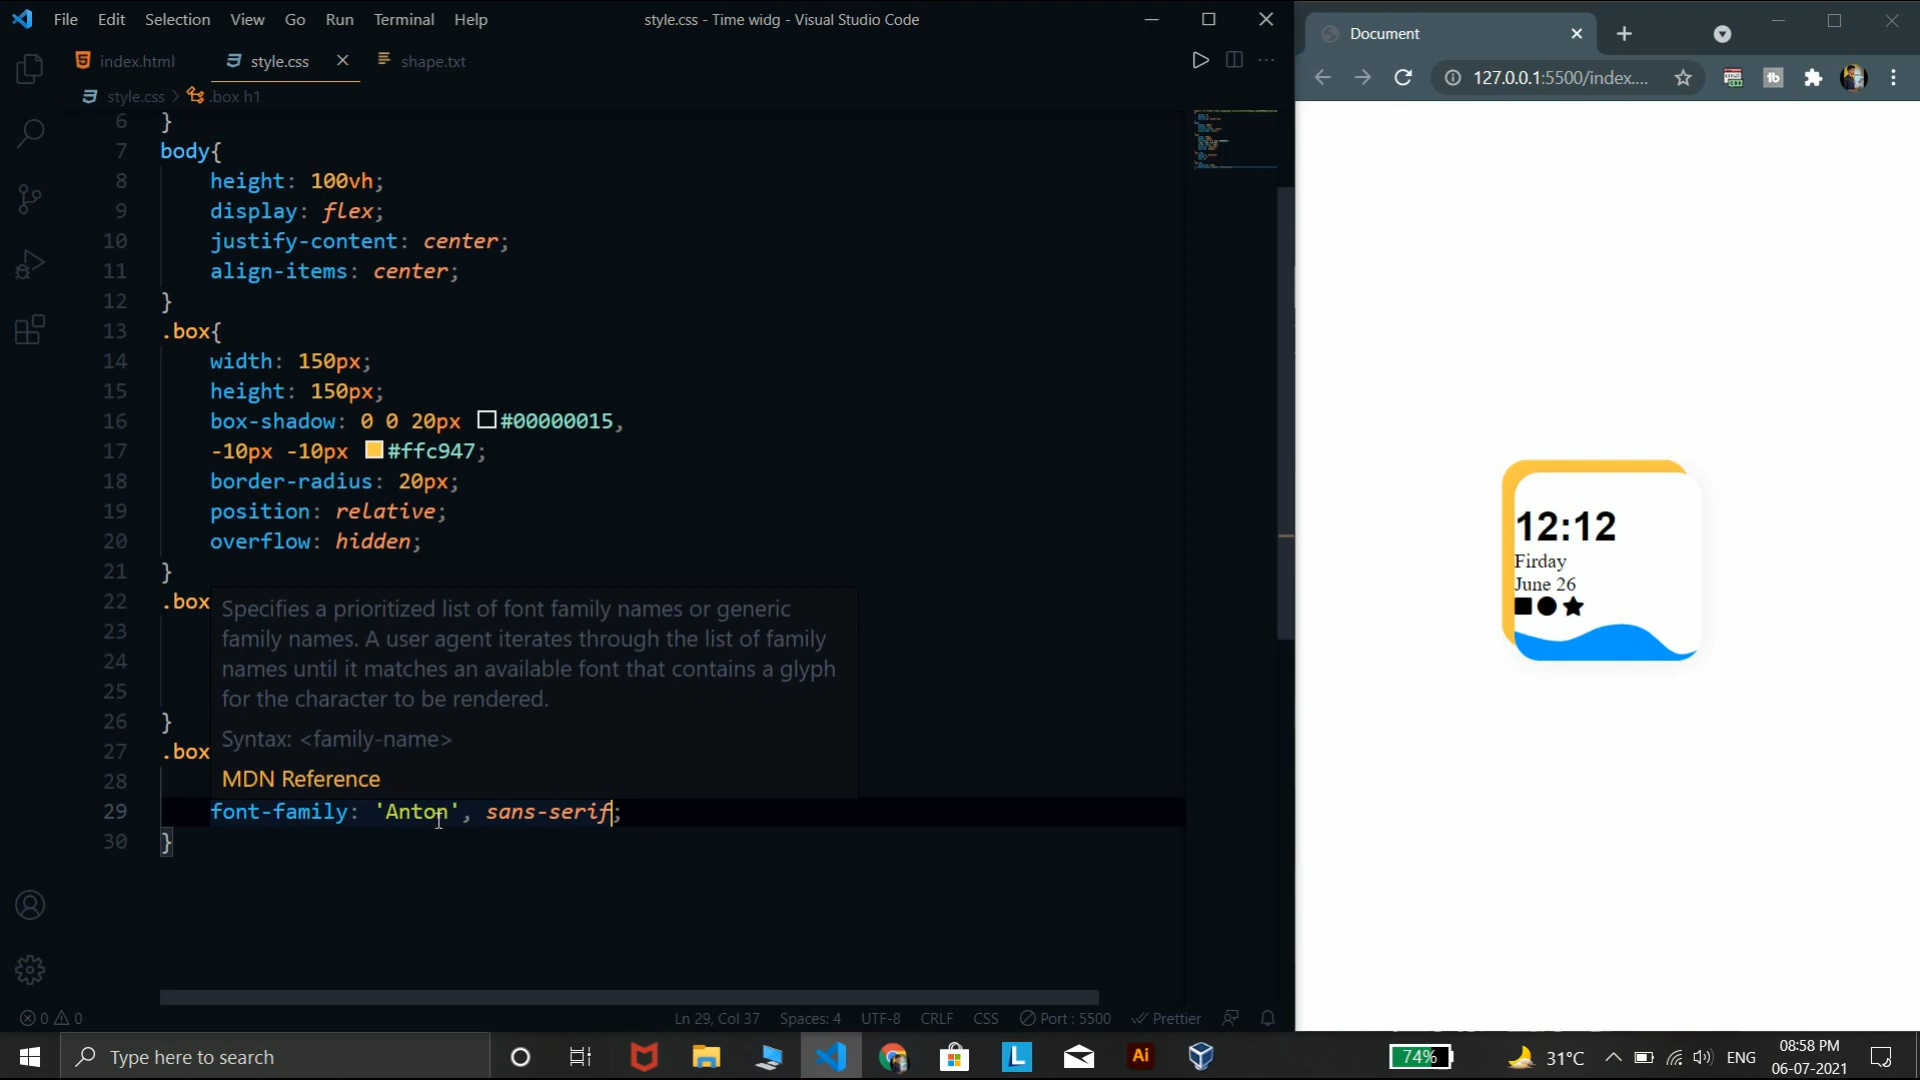 File Edit Selection View Go Run Terminal Help
style.css - Time widg - Visual Studio Code
index.html
style.css
shape.txt
style.css > .box h1
6 }
7 body{
8 height: 100vh;
9 display: flex;
10 justify-content: center;
11 align-items: center;
12 }
13 .box{
14 width: 150px;
15 height: 150px;
16 box-shadow: 0 0 20px #00000015,
17 -10px -10px #ffc947;
18 border-radius: 20px;
19 position: relative;
20 overflow: hidden;
21 }
22 .box
23
24
25
26 }
27 .box
28
29 font-family: 'Anton', sans-serif;
30 }
Specifies a prioritized list of font family names or generic
family names. A user agent iterates through the list of family
names until it matches an available font that contains a glyph
for the character to be rendered.
Syntax: <family-name>
MDN Reference
0 0
Ln 29, Col 37
Spaces: 4
UTF-8
CRLF
CSS
Port : 5500
Prettier
Document
127.0.0.1:5500/index....
tb
12:12
Firday
June 26
Type here to search
L
Ai
74%
31°C
ENG
08:58 PM
06-07-2021